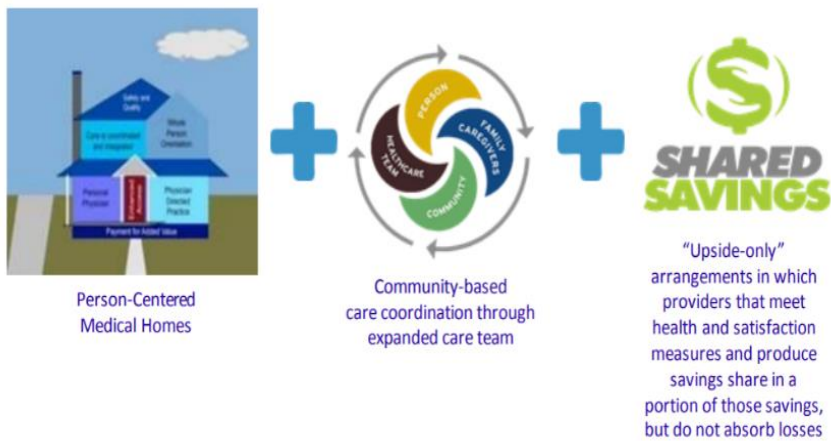 Safety and
Quality
Care is coordinated
and integrated
Whole
Person
Orientation
Personal
Physician
Enhanced
Access
Physician
Directed
Practice
Payment for Added Value
Person-Centered
Medical Homes
PERSON
FAMILY
CAREGIVERS
COMMUNITY
HEALTHCARE
TEAM
Community-based
care coordination through
expanded care team
$
SHARED
SAVINGS
“Upside-only”
arrangements in which
providers that meet
health and satisfaction
measures and produce
savings share in a
portion of those savings,
but do not absorb losses